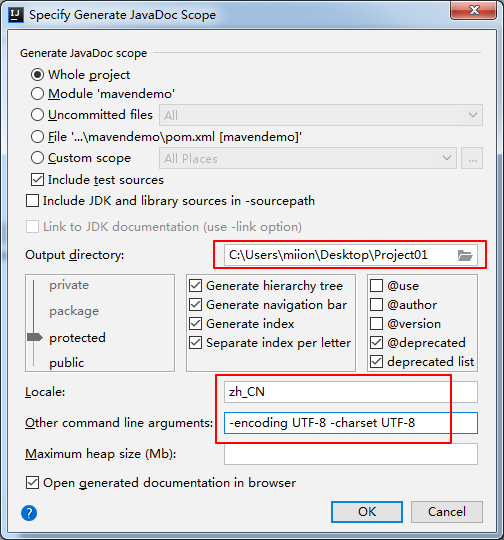 Specify Generate JavaDoc Scope
Generate JavaDoc scope
Whole project
Module 'mavendemo'
Uncommitted files All
File '...\mavendemo\pom.xml [mavendemo]'
Custom scope All Places ...
Include test sources
Include JDK and library sources in -sourcepath
Link to JDK documentation (use -link option)
Output directory: C:\Users\miion\Desktop\Project01
private
package
protected
public
Generate hierarchy tree
Generate navigation bar
Generate index
Separate index per letter
@use
@author
@version
@deprecated
deprecated list
Locale: zh_CN
Other command line arguments: -encoding UTF-8 -charset UTF-8
Maximum heap size (Mb):
Open generated documentation in browser
? OK Cancel